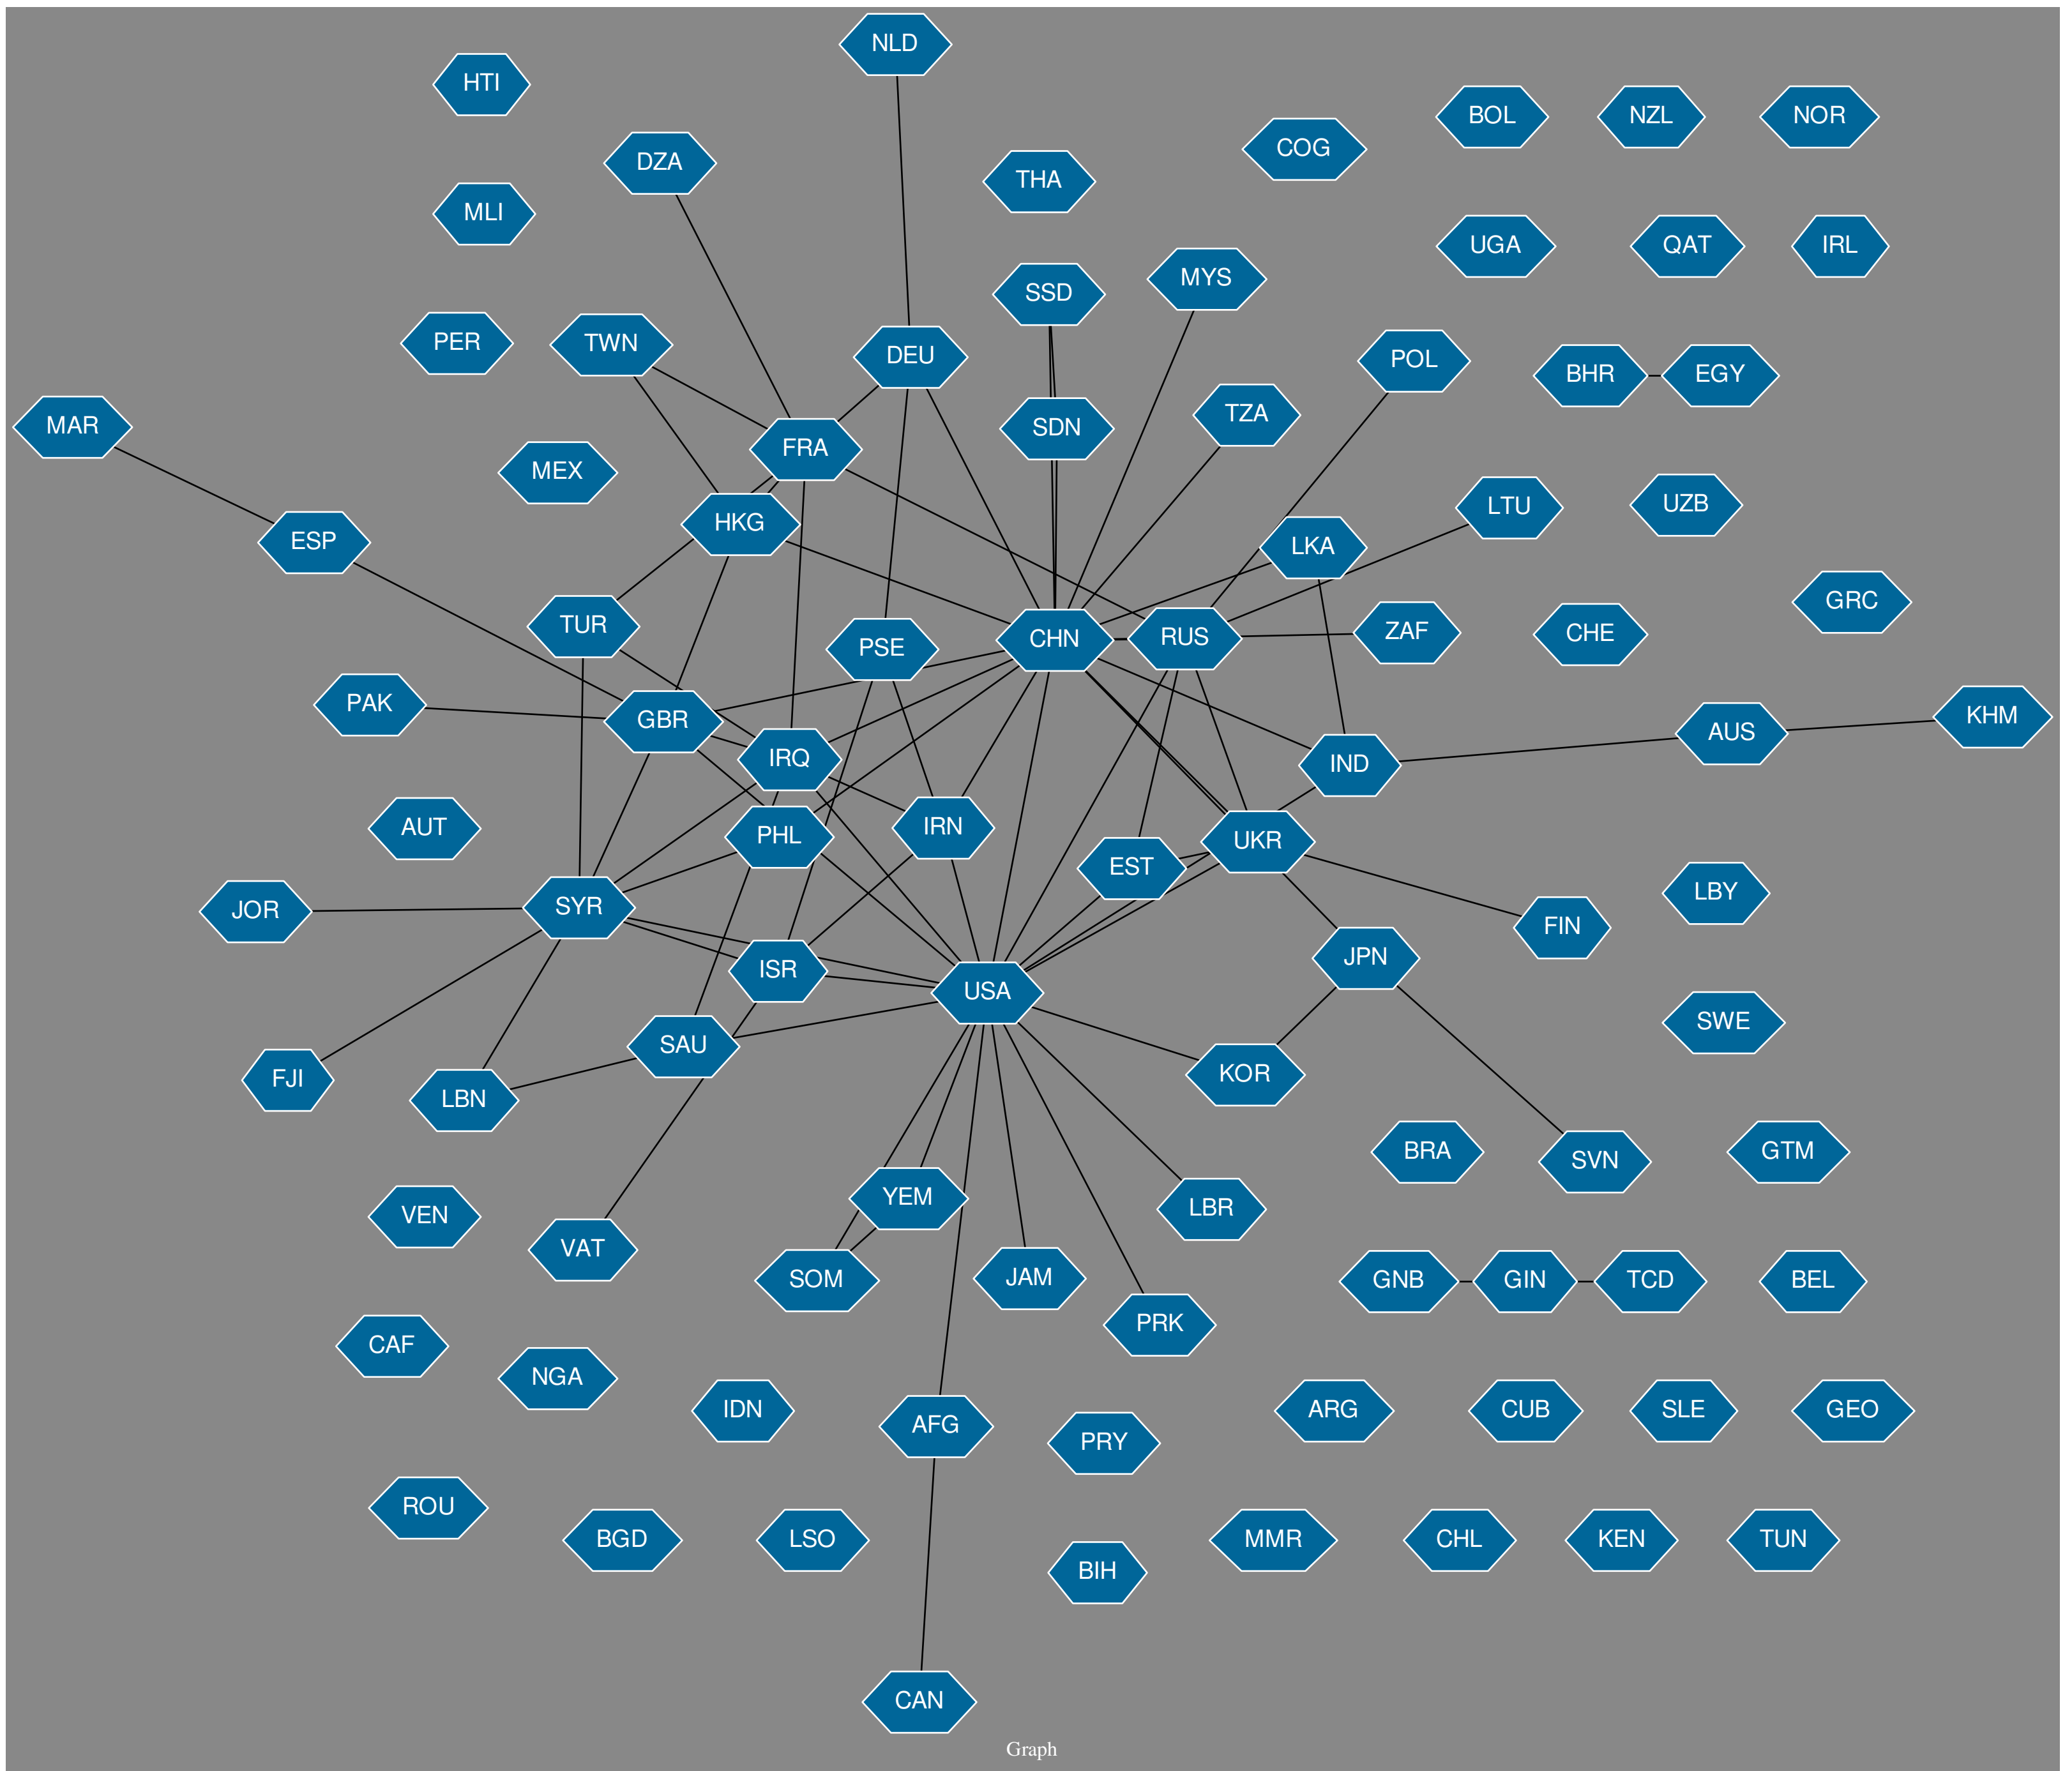 NLD
HTI
BOL
NZL
NOR
COG
DZA
THA
MLI
UGA
QAT
IRL
MYS
SSD
PER
TWN
DEU
POL
BHR
EGY
MAR
TZA
SDN
FRA
MEX
LTU
UZB
HKG
ESP
LKA
GRC
TUR
CHN
RUS
ZAF
CHE
PSE
PAK
GBR
KHM
AUS
IRQ
IND
AUT
PHL
IRN
UKR
EST
LBY
JOR
SYR
FIN
ISR
JPN
USA
SWE
SAU
FJI
LBN
KOR
BRA
SVN
GTM
YEM
LBR
VEN
VAT
SOM
JAM
GNB
GIN
TCD
BEL
PRK
CAF
NGA
IDN
AFG
PRY
ARG
CUB
SLE
GEO
ROU
BGD
LSO
BIH
MMR
CHL
KEN
TUN
CAN
Graph